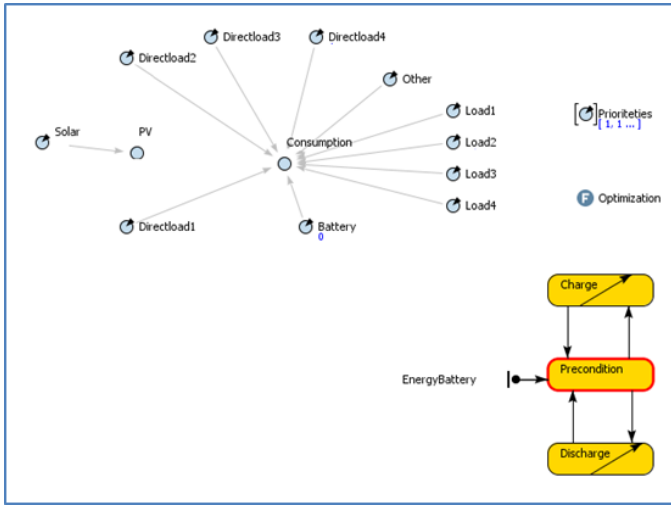 Directload3
Directload4
Directload2
Other
Solar
PV
Consumption
Load1
Load2
Load3
Load4
Prioriteties
[ 1, 1 ... ]
F Optimization
Directload1
Battery
0
Charge
EnergyBattery
Precondition
Discharge